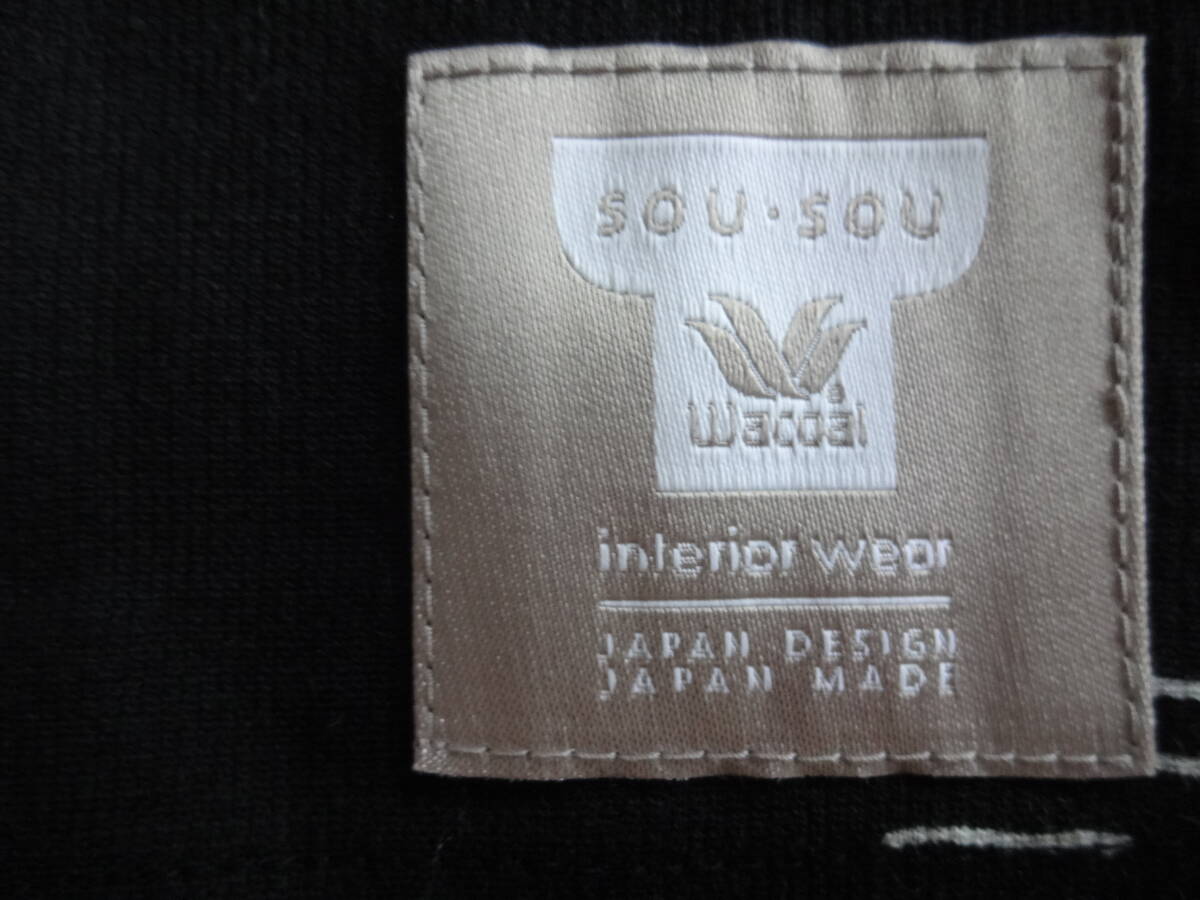 SOU・SOU
Wacoal
interior wear
JAPAN DESIGN
JAPAN MADE